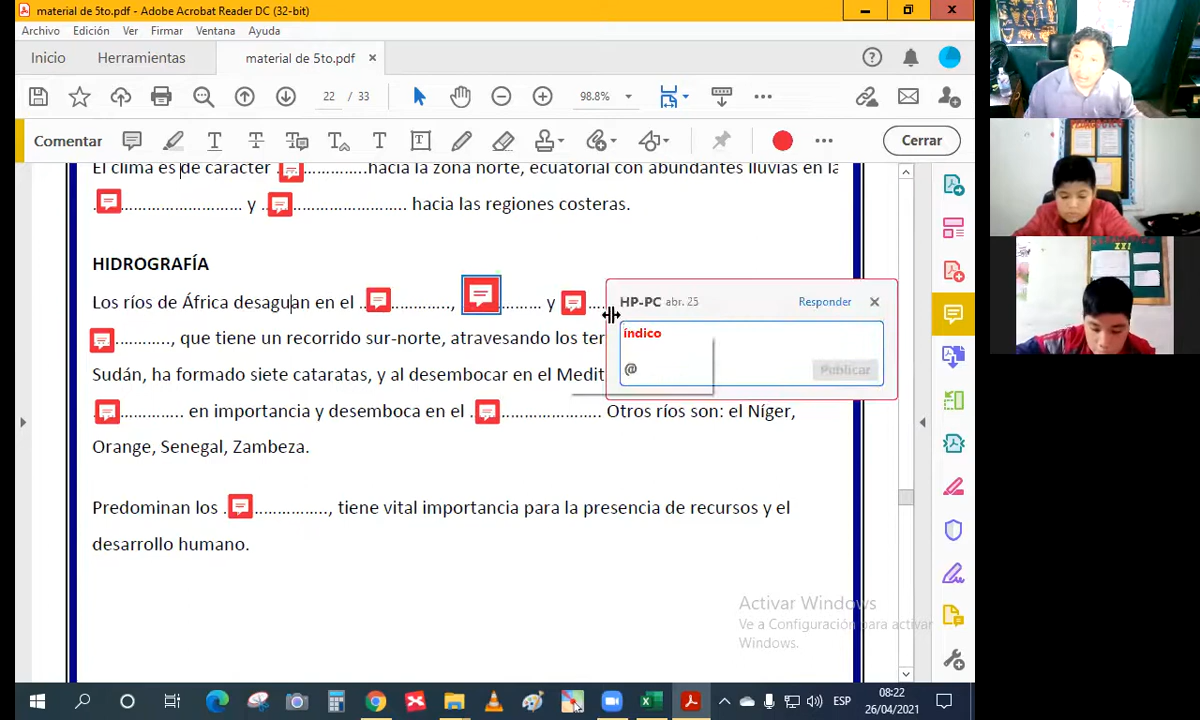 material de 5to.pdf - Adobe Acrobat Reader DC (32-bit)
Archivo Edición Ver Firmar Ventana Ayuda
Inicio Herramientas material de 5to.pdf
22 / 33 98.8%
Comentar Cerrar
El clima es de carácter ..............hacia la zona norte, ecuatorial con abundantes lluvias en la
.......................... y ....................... hacia las regiones costeras.
HIDROGRAFÍA
Los ríos de África desaguan en el .............., ......... y ....
............, que tiene un recorrido sur-norte, atravesando los ter
Sudán, ha formado siete cataratas, y al desembocar en el Medit
.............. en importancia y desemboca en el ..................... Otros ríos son: el Níger,
Orange, Senegal, Zambeza.
Predominan los .................., tiene vital importancia para la presencia de recursos y el
desarrollo humano.
HP-PC abr. 25 Responder
índico
@ Publicar
Activar Windows
Ve a Configuración para activar
Windows.
XXI
ESP
08:22
26/04/2021